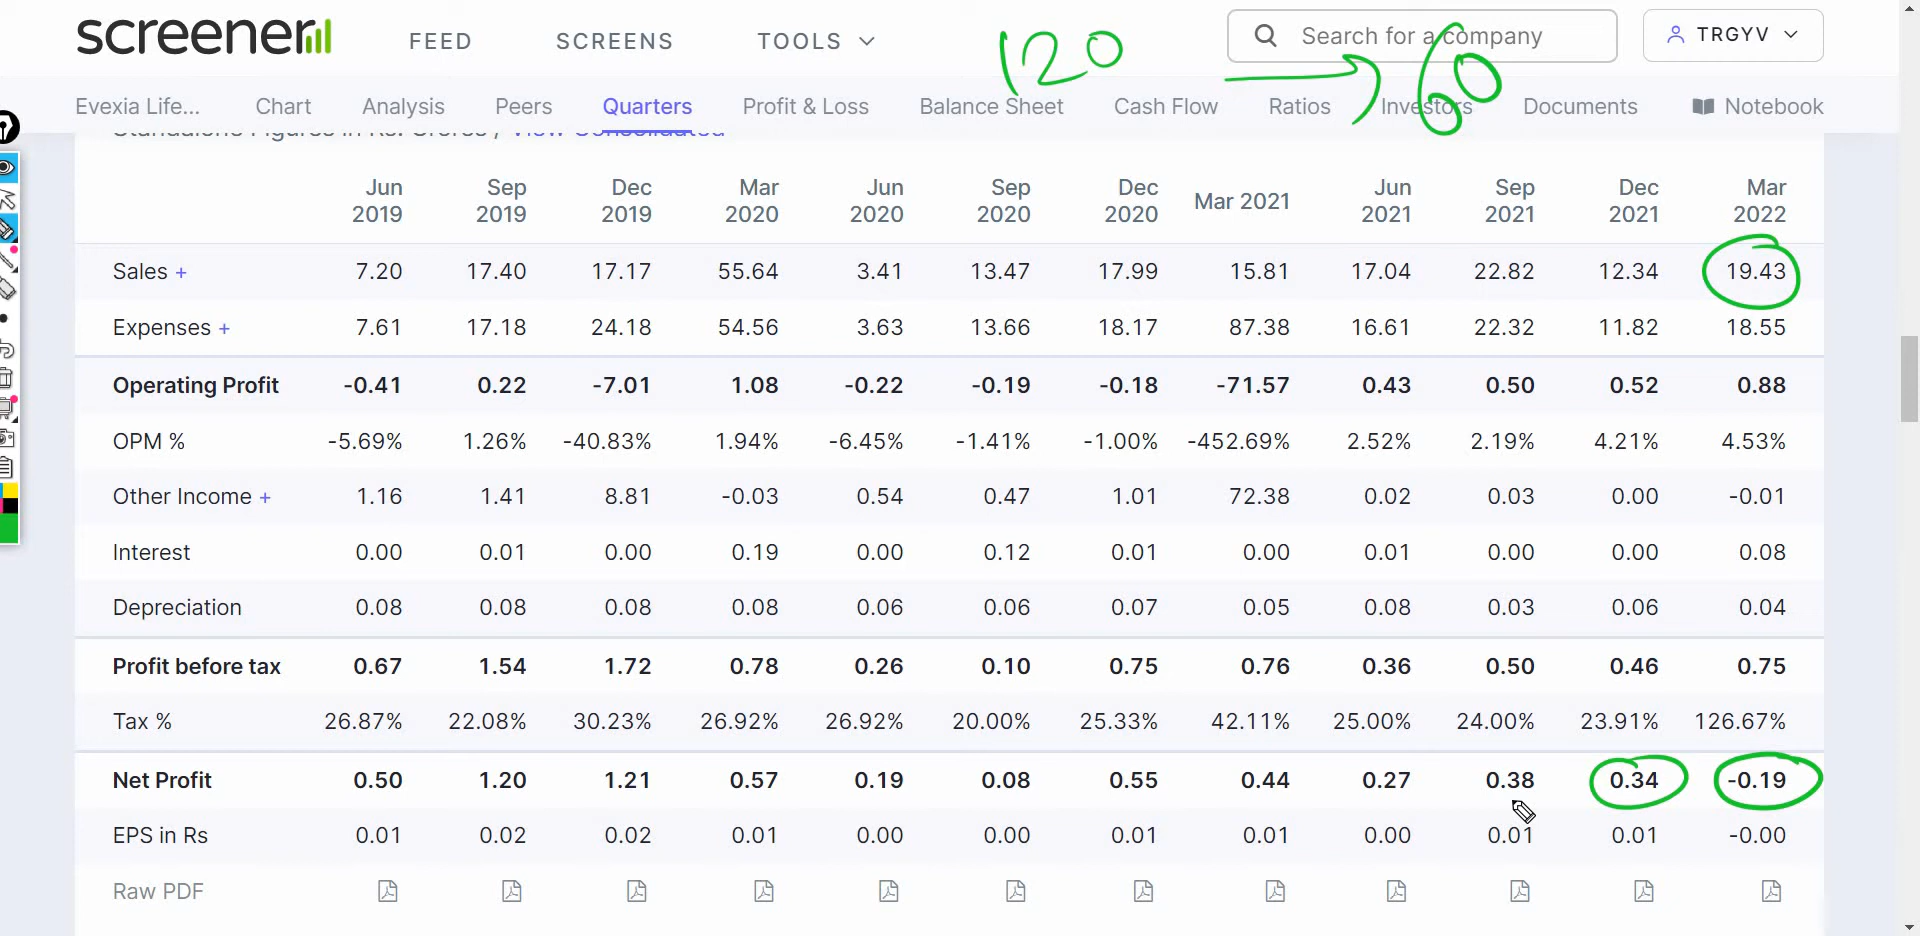 screener FEED SCREENS TOOLS Search for a company TRGYV
120 → 60
Evexia Life... Chart Analysis Peers Quarters Profit & Loss Balance Sheet Cash Flow Ratios Investors Documents Notebook
Standalone Figures in Rs. Crores / View Consolidated
Jun 2019 Sep 2019 Dec 2019 Mar 2020 Jun 2020 Sep 2020 Dec 2020 Mar 2021 Jun 2021 Sep 2021 Dec 2021 Mar 2022
Sales + 7.20 17.40 17.17 55.64 3.41 13.47 17.99 15.81 17.04 22.82 12.34 19.43
Expenses + 7.61 17.18 24.18 54.56 3.63 13.66 18.17 87.38 16.61 22.32 11.82 18.55
Operating Profit -0.41 0.22 -7.01 1.08 -0.22 -0.19 -0.18 -71.57 0.43 0.50 0.52 0.88
OPM % -5.69% 1.26% -40.83% 1.94% -6.45% -1.41% -1.00% -452.69% 2.52% 2.19% 4.21% 4.53%
Other Income + 1.16 1.41 8.81 -0.03 0.54 0.47 1.01 72.38 0.02 0.03 0.00 -0.01
Interest 0.00 0.01 0.00 0.19 0.00 0.12 0.01 0.00 0.01 0.00 0.00 0.08
Depreciation 0.08 0.08 0.08 0.08 0.06 0.06 0.07 0.05 0.08 0.03 0.06 0.04
Profit before tax 0.67 1.54 1.72 0.78 0.26 0.10 0.75 0.76 0.36 0.50 0.46 0.75
Tax % 26.87% 22.08% 30.23% 26.92% 26.92% 20.00% 25.33% 42.11% 25.00% 24.00% 23.91% 126.67%
Net Profit 0.50 1.20 1.21 0.57 0.19 0.08 0.55 0.44 0.27 0.38 0.34 -0.19
EPS in Rs 0.01 0.02 0.02 0.01 0.00 0.00 0.01 0.01 0.00 0.01 0.01 -0.00
Raw PDF